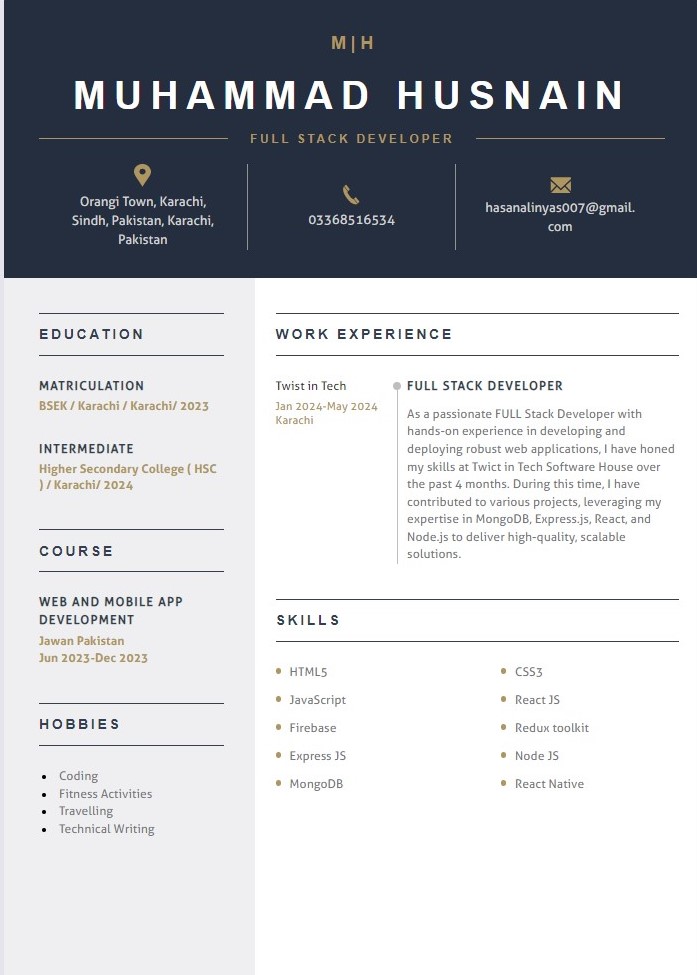 M|H
MUHAMMAD HUSNAIN
FULL STACK DEVELOPER
Orangi Town, Karachi,
Sindh, Pakistan, Karachi,
Pakistan
03368516534
hasanalinyas007@gmail.
com
EDUCATION
MATRICULATION
BSEK / Karachi / Karachi/ 2023
INTERMEDIATE
Higher Secondary College ( HSC
) / Karachi/ 2024
COURSE
WEB AND MOBILE APP
DEVELOPMENT
Jawan Pakistan
Jun 2023-Dec 2023
HOBBIES
Coding
Fitness Activities
Travelling
Technical Writing
WORK EXPERIENCE
Twist in Tech
Jan 2024-May 2024
Karachi
FULL STACK DEVELOPER
As a passionate FULL Stack Developer with
hands-on experience in developing and
deploying robust web applications, I have honed
my skills at Twict in Tech Software House over
the past 4 months. During this time, I have
contributed to various projects, leveraging my
expertise in MongoDB, Express.js, React, and
Node.js to deliver high-quality, scalable
solutions.
SKILLS
HTML5
JavaScript
Firebase
Express JS
MongoDB
CSS3
React JS
Redux toolkit
Node JS
React Native